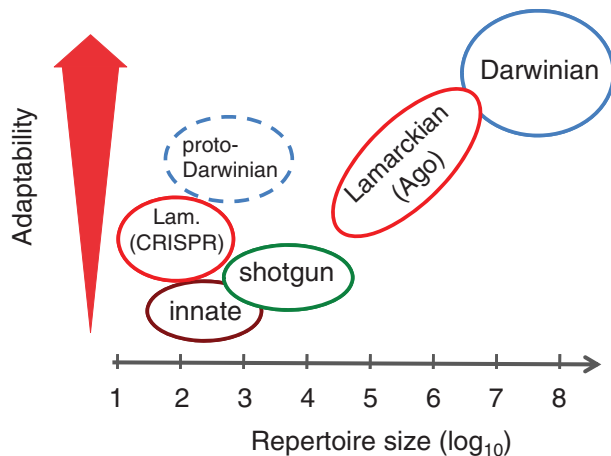 Adaptability
Darwinian
proto-
Darwinian
Lamarckian
(Ago)
Lam.
(CRISPR)
shotgun
innate
1 2 3 4 5 6 7 8
Repertoire size (log10)